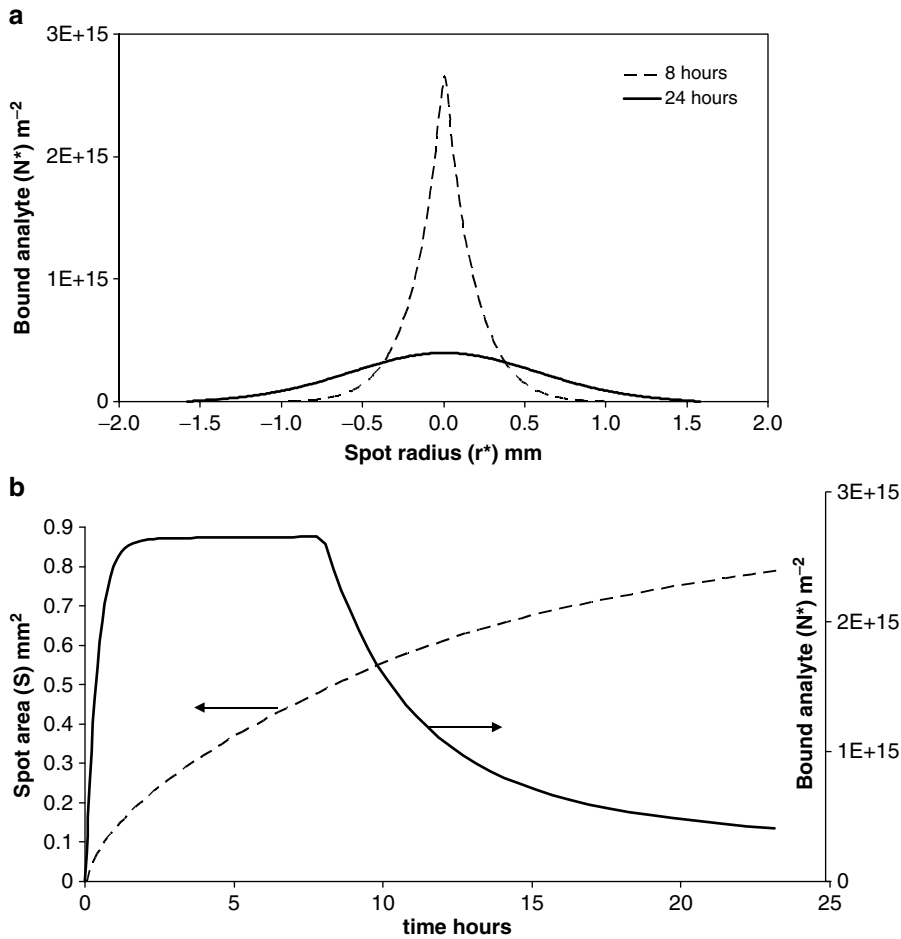 a
3E+15
2E+15
1E+15
0
Bound analyte (N*) m⁻²
8 hours
24 hours
−2.0 −1.5 −1.0 −0.5 0.0 0.5 1.0 1.5 2.0
Spot radius (r*) mm
b
0.9
0.8
0.7
0.6
0.5
0.4
0.3
0.2
0.1
0
Spot area (S) mm²
3E+15
2E+15
1E+15
0
Bound analyte (N*) m⁻²
0 5 10 15 20 25
time hours